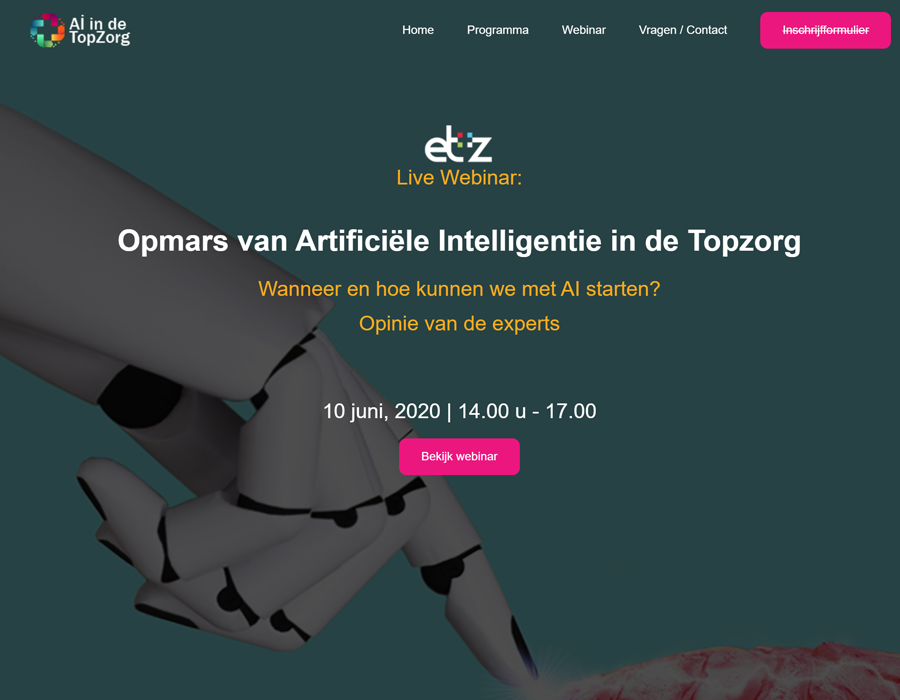 AI in de
TopZorg
Home
Programma
Webinar
Vragen / Contact
Inschrijfformulier
etz
Live Webinar:
Opmars van Artificiële Intelligentie in de Topzorg
Wanneer en hoe kunnen we met AI starten?
Opinie van de experts
10 juni, 2020 | 14.00 u - 17.00
Bekijk webinar